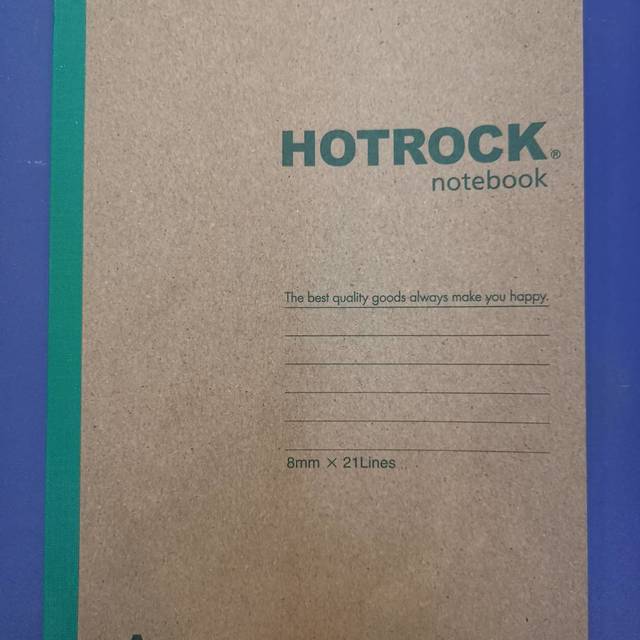 HOTROCK®
notebook
The best quality goods always make you happy.
8mm × 21Lines